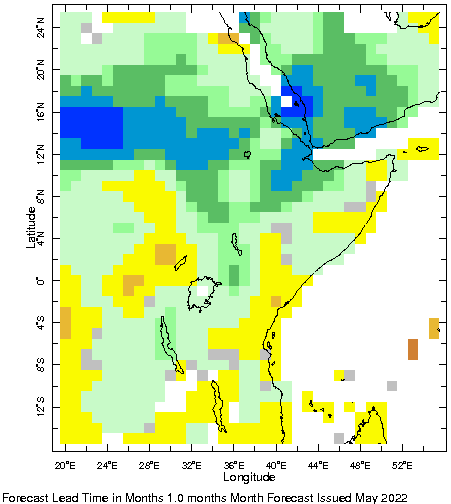 24°N
20°N
16°N
12°N
8°N
4°N
0°
4°S
8°S
12°S
Latitude
20°E 24°E 28°E 32°E 36°E 40°E 44°E 48°E 52°E
Longitude
Forecast Lead Time in Months 1.0 months Month Forecast Issued May 2022